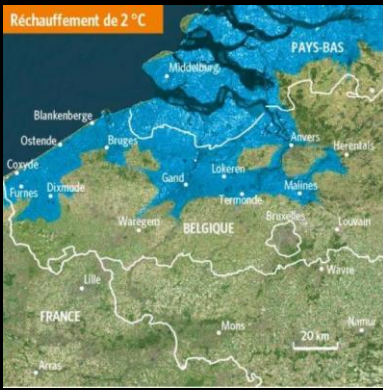 Réchauffement de 2 °C
PAYS-BAS
Middelburg
Blankenberge
Anvers
Ostende
Bruges
Herentals
Coxyde
Lokeren
Gand
Furnes
Dixmude
Termonde
Malines
Waregem
BELGIQUE
Bruxelles
Louvain
Wavre
Lille
FRANCE
Mons
Namur
20 km
Arras